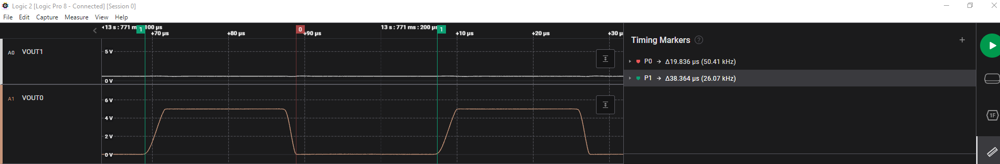 Logic 2 [Logic Pro 8 - Connected] [Session 0]
File Edit Capture Measure View Help
13 s : 771 m 100 µs 13 s : 771 ms : 200 µs
1 0 1
+70 µs +80 µs +90 µs +10 µs +20 µs +30 µ
A0 VOUT1
5 V
0 V
A1 VOUT0
6 V
4 V
2 V
0 V
Timing Markers ? +
P0 → Δ19.836 µs (50.41 kHz)
P1 → Δ38.364 µs (26.07 kHz)
1F